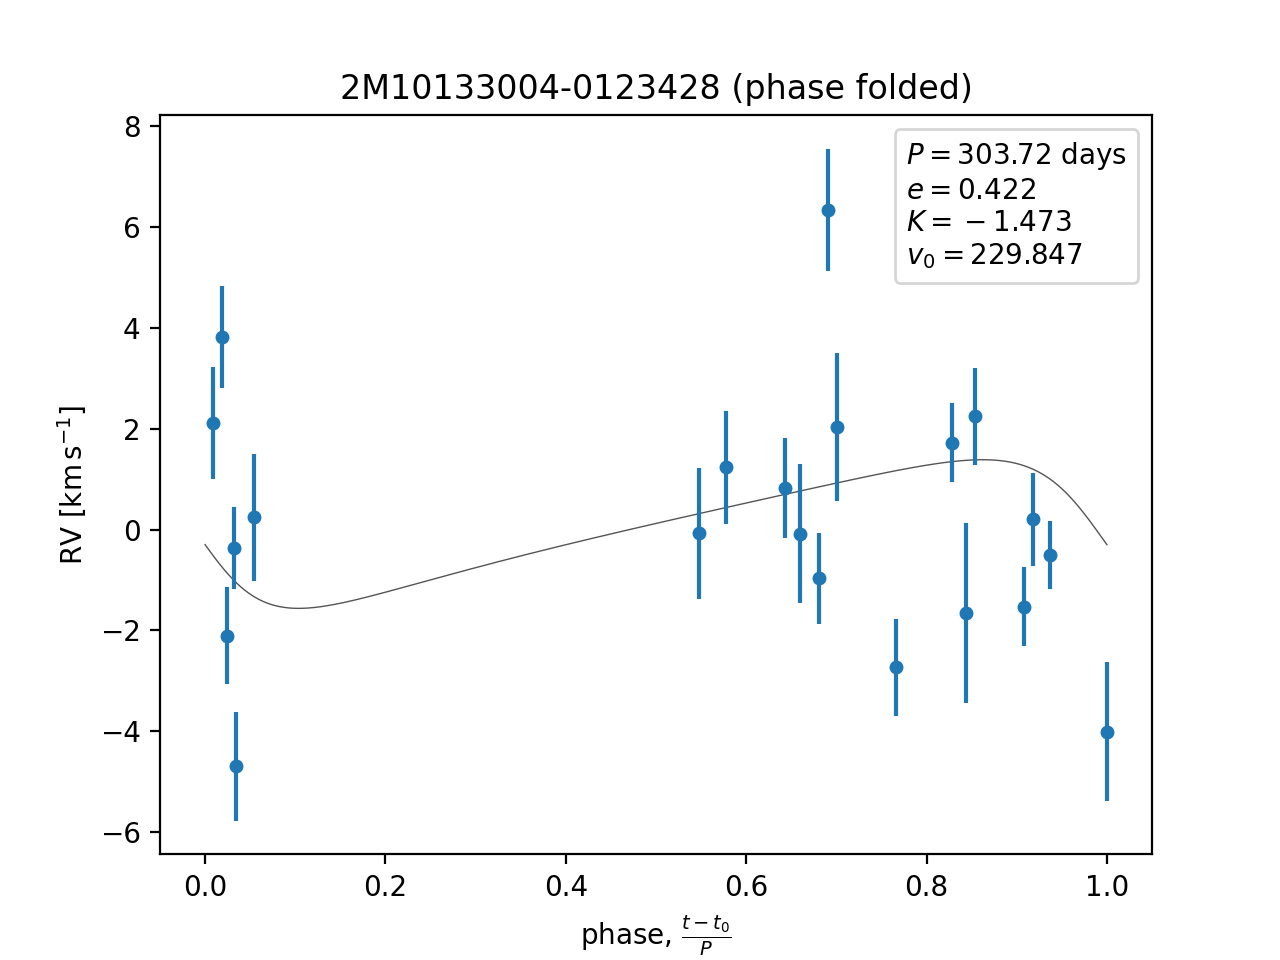 2M10133004-0123428 (phase folded)
P = 303.72 days
e = 0.422
K = −1.473
v₀ = 229.847
RV [km s⁻¹]
8
6
4
2
0
−2
−4
−6
0.0 0.2 0.4 0.6 0.8 1.0
phase, (t − t₀)/P